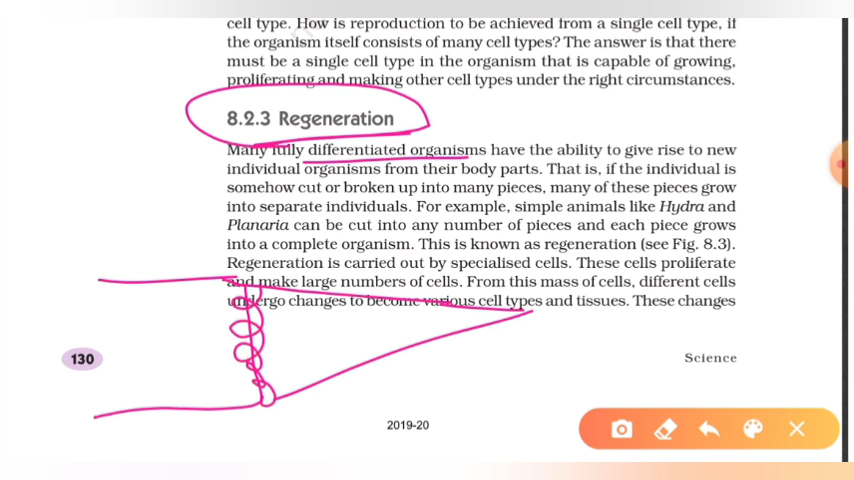 cell type. How is reproduction to be achieved from a single cell type, if
the organism itself consists of many cell types? The answer is that there
must be a single cell type in the organism that is capable of growing,
proliferating and making other cell types under the right circumstances.
8.2.3 Regeneration
Many fully differentiated organisms have the ability to give rise to new
individual organisms from their body parts. That is, if the individual is
somehow cut or broken up into many pieces, many of these pieces grow
into separate individuals. For example, simple animals like Hydra and
Planaria can be cut into any number of pieces and each piece grows
into a complete organism. This is known as regeneration (see Fig. 8.3).
Regeneration is carried out by specialised cells. These cells proliferate
and make large numbers of cells. From this mass of cells, different cells
undergo changes to become various cell types and tissues. These changes
130
Science
2019-20